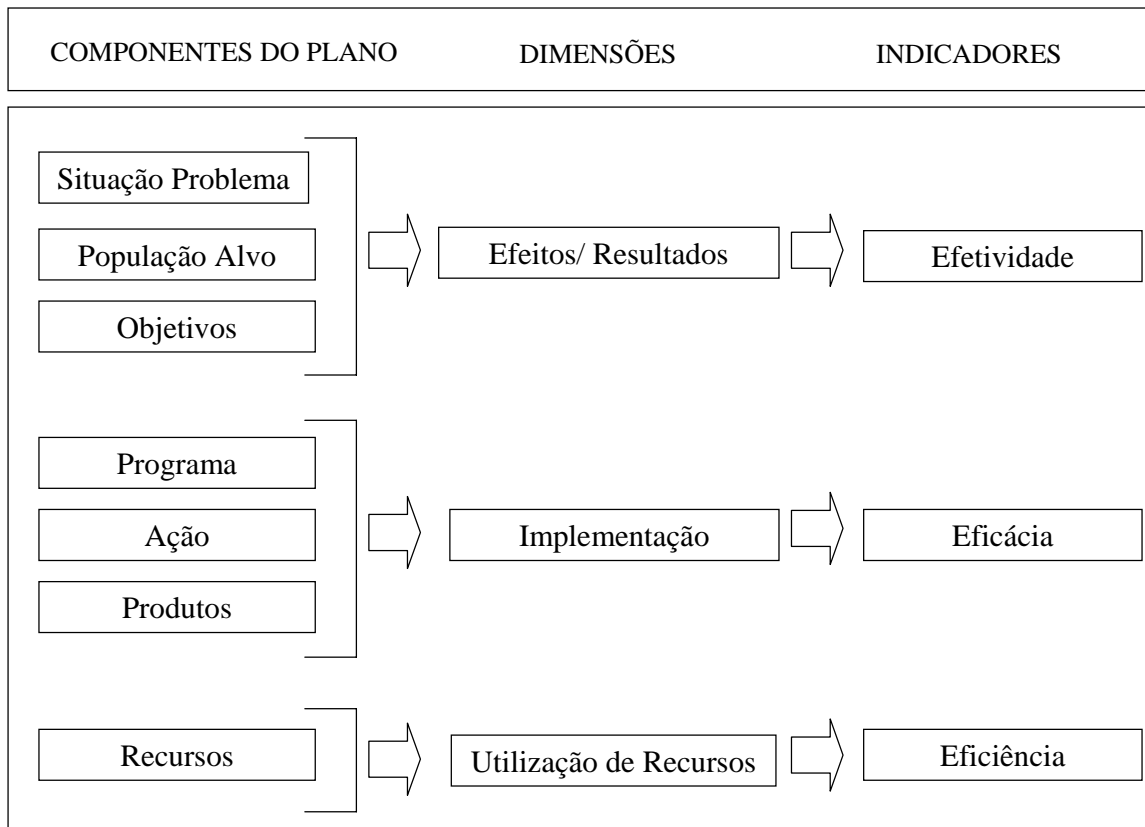 COMPONENTES DO PLANO DIMENSÕES INDICADORES
Situação Problema
População Alvo
Objetivos
Efeitos/ Resultados
Efetividade
Programa
Ação
Produtos
Implementação
Eficácia
Recursos
Utilização de Recursos
Eficiência